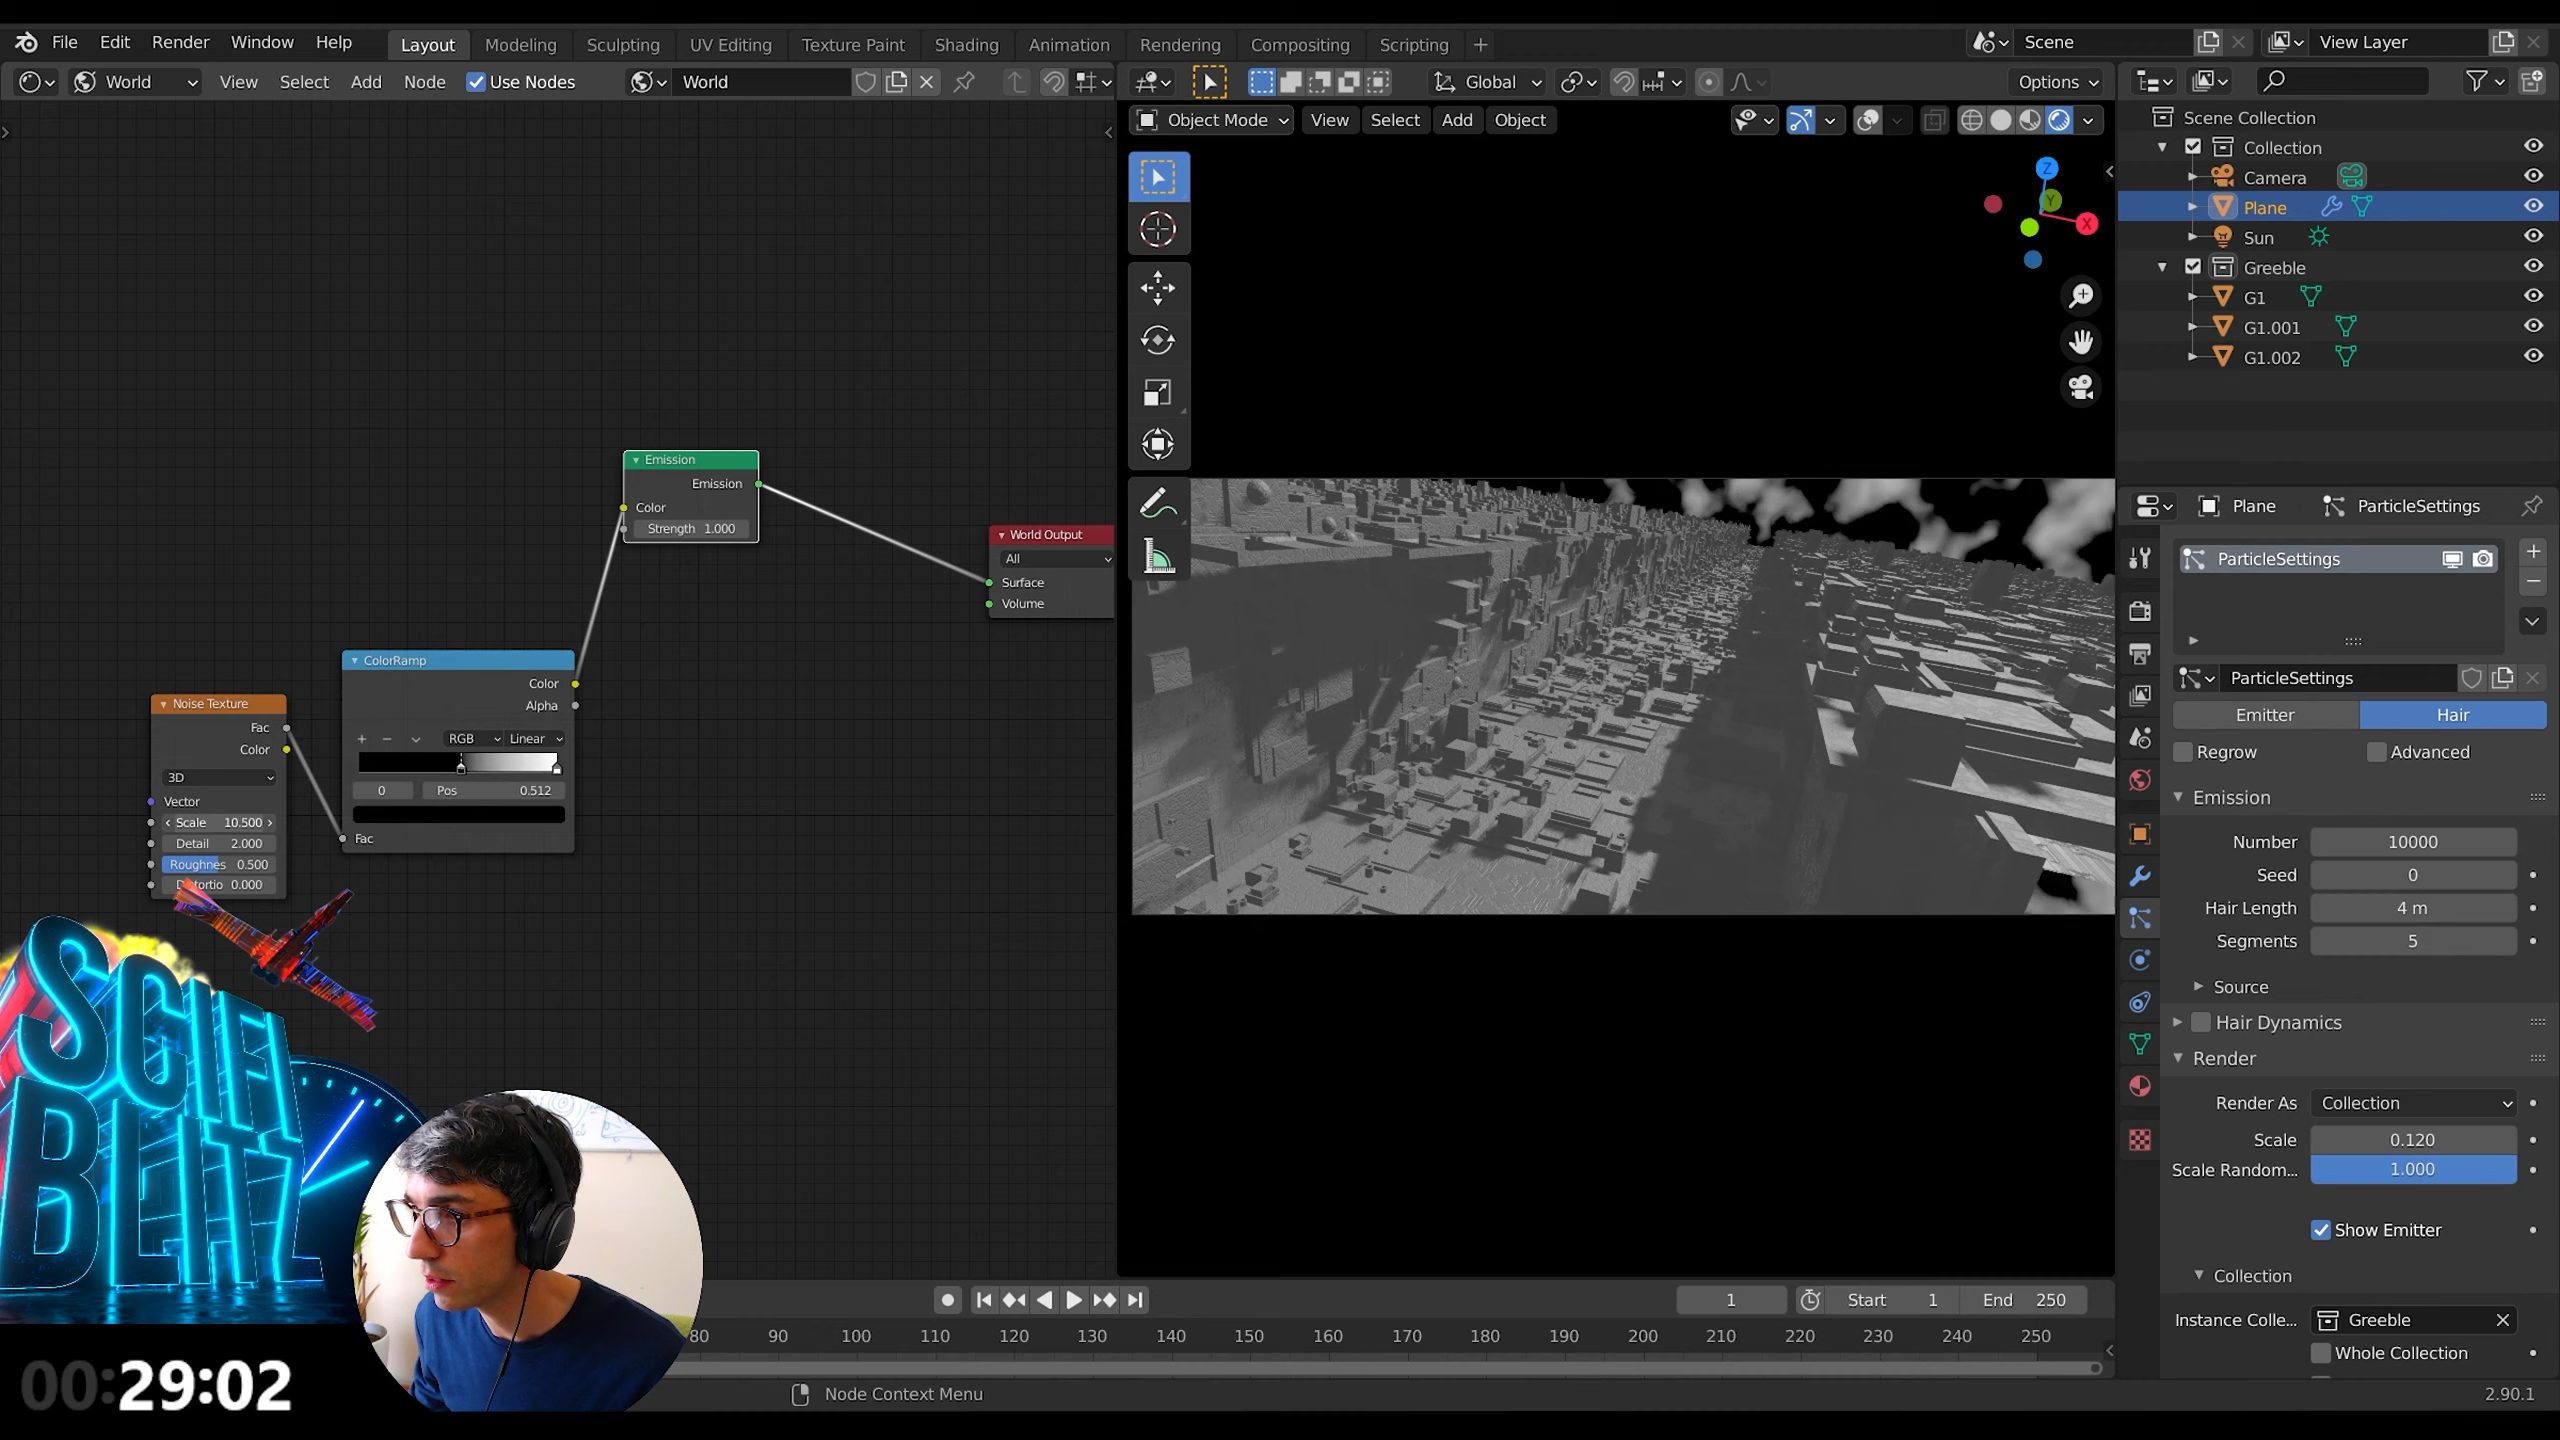 File Edit Render Window Help Layout Modeling Sculpting UV Editing Texture Paint Shading Animation Rendering Compositing Scripting + Scene View Layer
World View Select Add Node Use Nodes World Global Options
Object Mode View Select Add Object
Scene Collection
Collection
Camera
Plane
Sun
Greeble
G1
G1.001
G1.002
Z
Y
X
Emission
Emission
Color
Strength 1.000
World Output
All
Surface
Volume
ColorRamp
Color
Alpha
RGB Linear
0 Pos 0.512
Fac
Noise Texture
Fac
Color
3D
Vector
Scale 10.500
Detail 2.000
Roughnes 0.500
Distortio 0.000
Plane ParticleSettings
ParticleSettings
ParticleSettings
Emitter Hair
Regrow Advanced
Emission
Number 10000
Seed 0
Hair Length 4 m
Segments 5
Source
Hair Dynamics
Render
Render As Collection
Scale 0.120
Scale Random... 1.000
Show Emitter
Collection
Instance Colle... Greeble
Whole Collection
SCIFI
BLITZ
00:29:02
1 Start 1 End 250
80 90 100 110 120 130 140 150 160 170 180 190 200 210 220 230 240 250
Node Context Menu
2.90.1